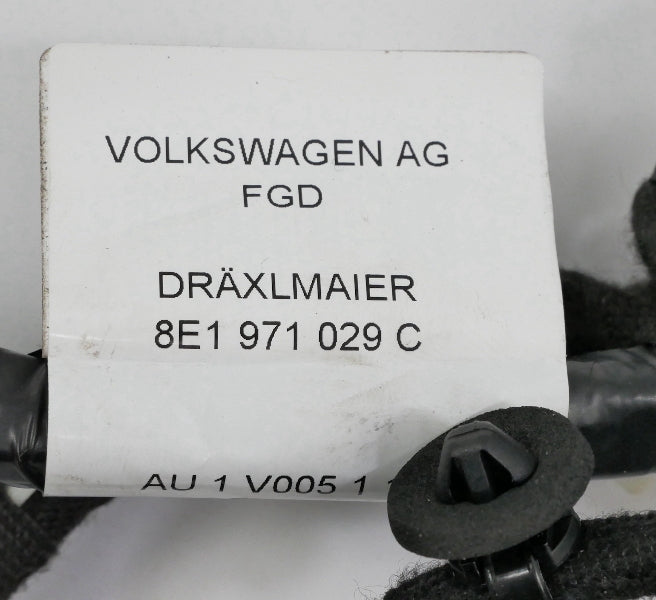 VOLKSWAGEN AG
FGD
DRÄXLMAIER
8E1 971 029 C
AU 1 V005 1